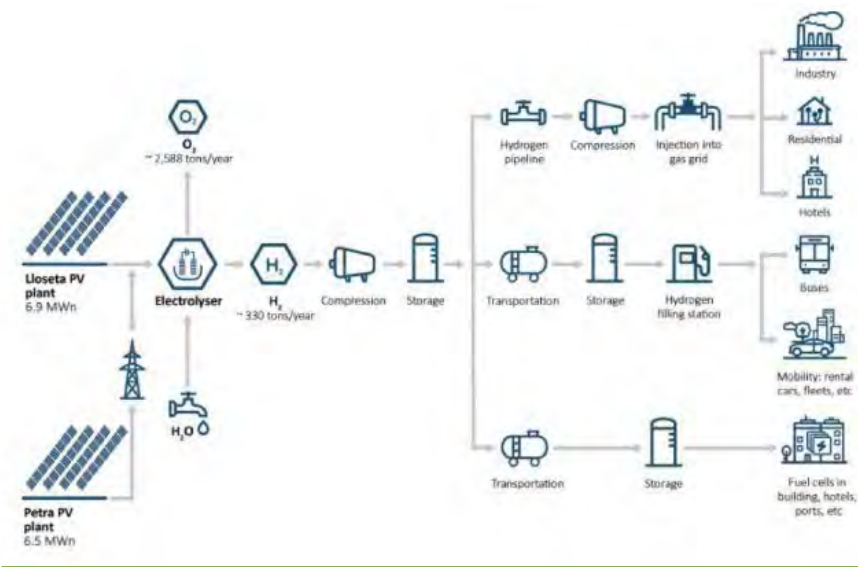 Industry
O₂
O₂
~ 2,588 tons/year
Hydrogen
pipeline
Compression
Injection into
gas grid
Residential
H
Hotels
Lloseta PV
plant
6.9 MWn
Electrolyser
H₂
H₂
~ 330 tons/year
Compression
Storage
Transportation
Storage
Hydrogen
filling station
Buses
H₂O
Mobility: rental
cars, fleets, etc
Petra PV
plant
6.5 MWn
Transportation
Storage
Fuel cells in
building, hotels,
ports, etc